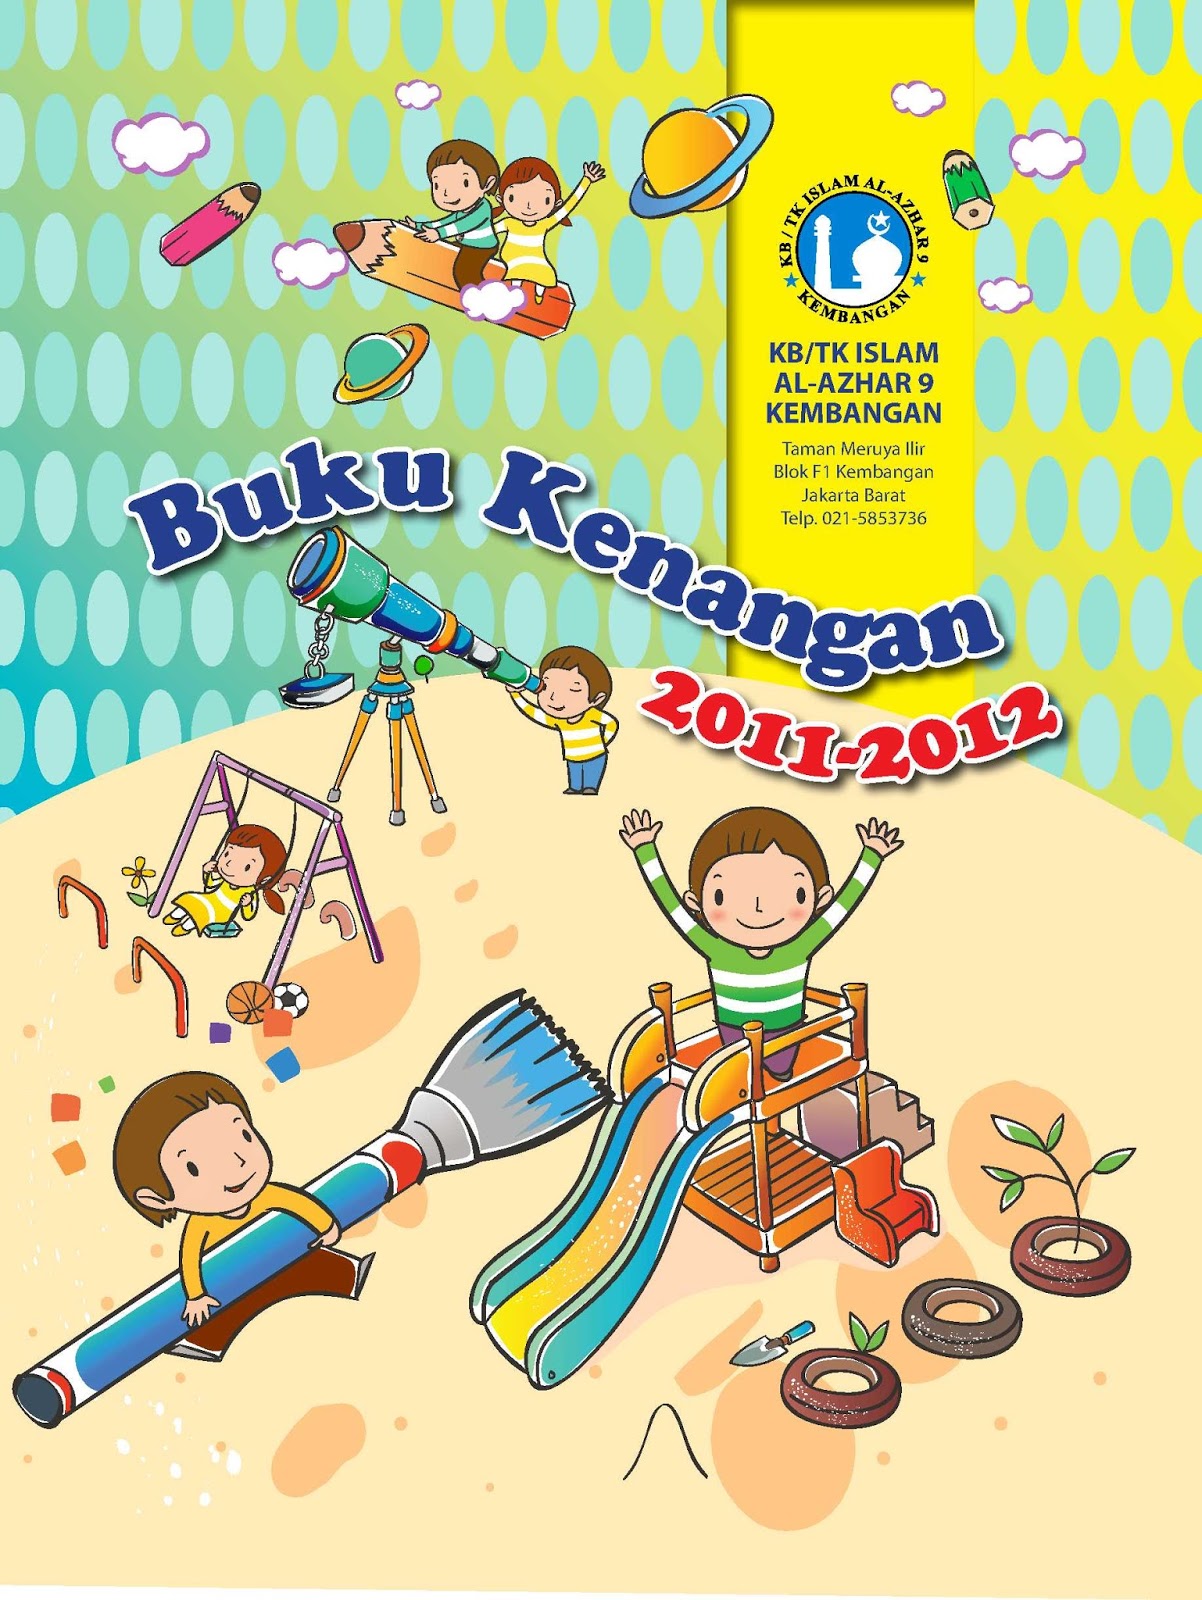 KB / TK ISLAM AL-AZHAR 9
KEMBANGAN
KB/TK ISLAM
AL-AZHAR 9
KEMBANGAN
Taman Meruya Ilir
Blok F1 Kembangan
Jakarta Barat
Telp. 021-5853736
Buku Kenangan
2011-2012